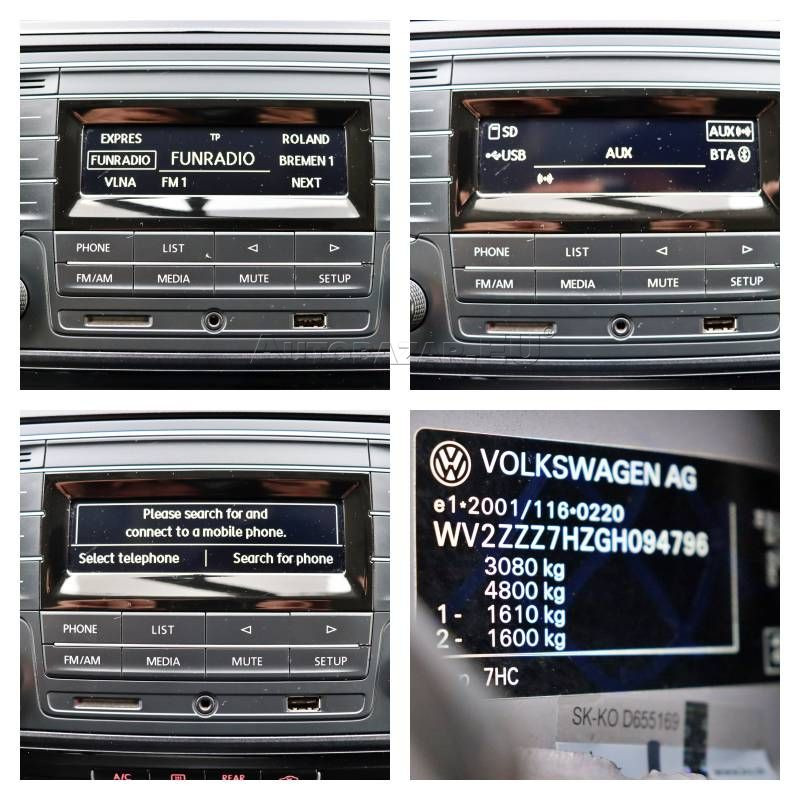 EXPRES TP ROLAND
FUNRADIO FUNRADIO BREMEN 1
VLNA FM 1 NEXT
PHONE LIST
FM/AM MEDIA MUTE SETUP
SD AUX
USB AUX BTA
PHONE LIST
FM/AM MEDIA MUTE SETUP
AUTOBAZAR.EU
Please search for and
connect to a mobile phone.
Select telephone Search for phone
PHONE LIST
FM/AM MEDIA MUTE SETUP
A/C REAR
VOLKSWAGEN AG
e1*2001/116*0220
WV2ZZZ7HZGH094796
3080 kg
4800 kg
1- 1610 kg
2- 1600 kg
7HC
SK-KO D655169